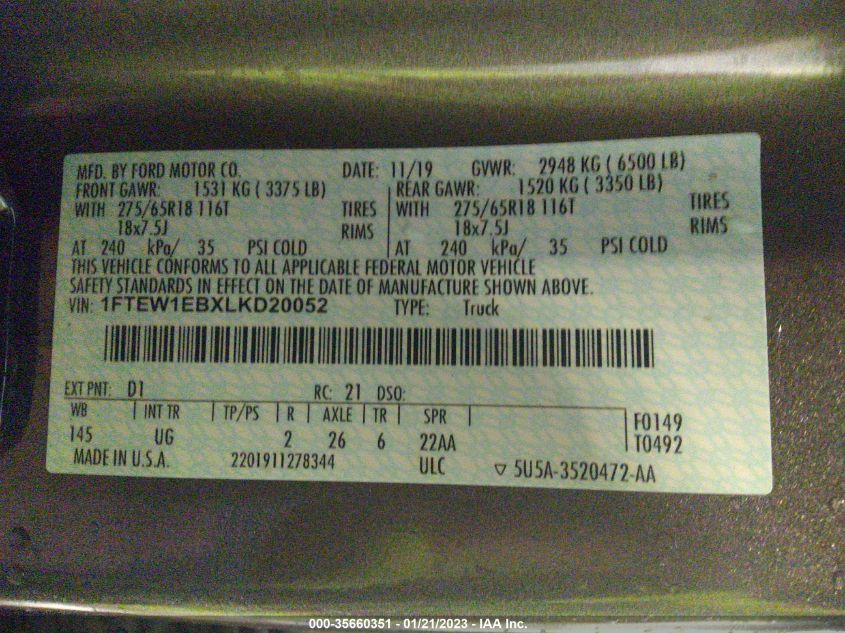 MFD. BY FORD MOTOR CO. DATE: 11/19 GVWR: 2948 KG ( 6500 LB)
FRONT GAWR: 1531 KG ( 3375 LB) REAR GAWR: 1520 KG ( 3350 LB)
WITH 275/65R18 116T TIRES WITH 275/65R18 116T TIRES
18x7.5J RIMS 18x7.5J RIMS
AT 240 kPa/ 35 PSI COLD AT 240 kPa/ 35 PSI COLD
THIS VEHICLE CONFORMS TO ALL APPLICABLE FEDERAL MOTOR VEHICLE
SAFETY STANDARDS IN EFFECT ON THE DATE OF MANUFACTURE SHOWN ABOVE.
VIN: 1FTEW1EBXLKD20052 TYPE: Truck
EXT PNT: D1 RC: 21 DSO:
WB INT TR TP/PS R AXLE TR SPR F0149
145 UG 2 26 6 22AA T0492
MADE IN U.S.A. 2201911278344 ULC ▽ 5U5A-3520472-AA
000-35660351 - 01/21/2023 - IAA Inc.